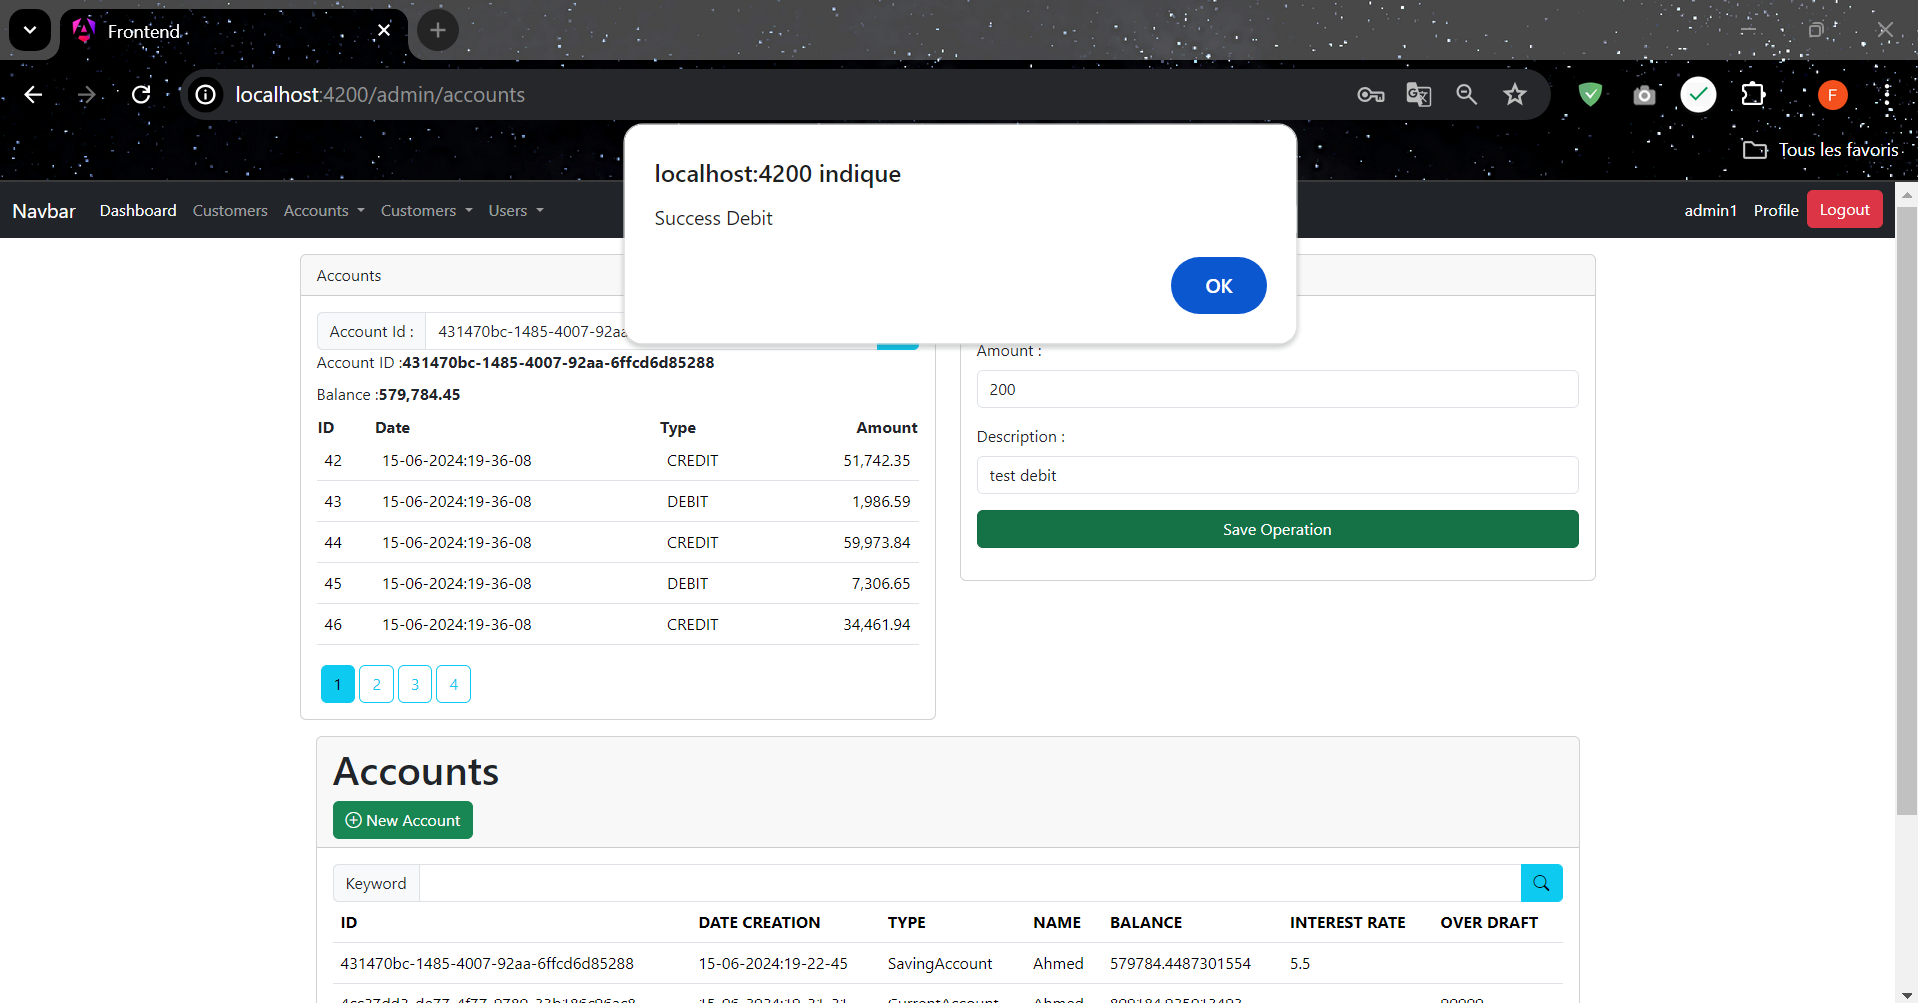 Frontend
localhost:4200/admin/accounts
F
Tous les favoris
localhost:4200 indique
Success Debit
OK
Navbar Dashboard Customers Accounts Customers Users admin1 Profile Logout
Accounts
Account Id : 431470bc-1485-4007-92aa
Account ID :431470bc-1485-4007-92aa-6ffcd6d85288
Balance :579,784.45
ID Date Type Amount
42 15-06-2024:19-36-08 CREDIT 51,742.35
43 15-06-2024:19-36-08 DEBIT 1,986.59
44 15-06-2024:19-36-08 CREDIT 59,973.84
45 15-06-2024:19-36-08 DEBIT 7,306.65
46 15-06-2024:19-36-08 CREDIT 34,461.94
1 2 3 4
Amount :
200
Description :
test debit
Save Operation
Accounts
New Account
Keyword
ID DATE CREATION TYPE NAME BALANCE INTEREST RATE OVER DRAFT
431470bc-1485-4007-92aa-6ffcd6d85288 15-06-2024:19-22-45 SavingAccount Ahmed 579784.4487301554 5.5
CurrentAccount Ahmed